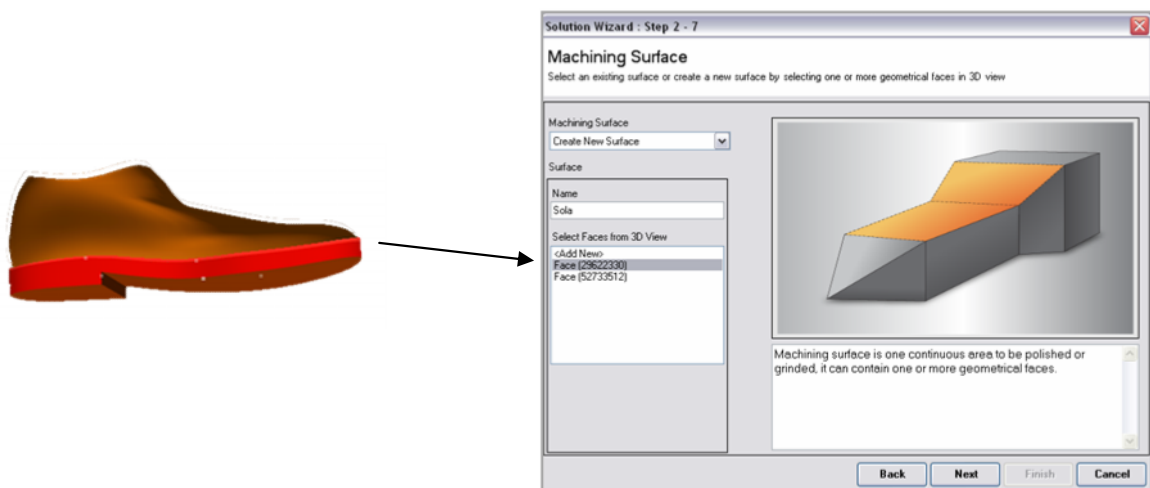 Solution Wizard : Step 2 - 7
Machining Surface
Select an existing surface or create a new surface by selecting one or more geometrical faces in 3D view
Machining Surface
Create New Surface
Surface
Name
Sola
Select Faces from 3D View
<Add New>
Face (29622330)
Face (52733512)
Machining surface is one continuous area to be polished or
grinded, it can contain one or more geometrical faces.
Back
Next
Finish
Cancel